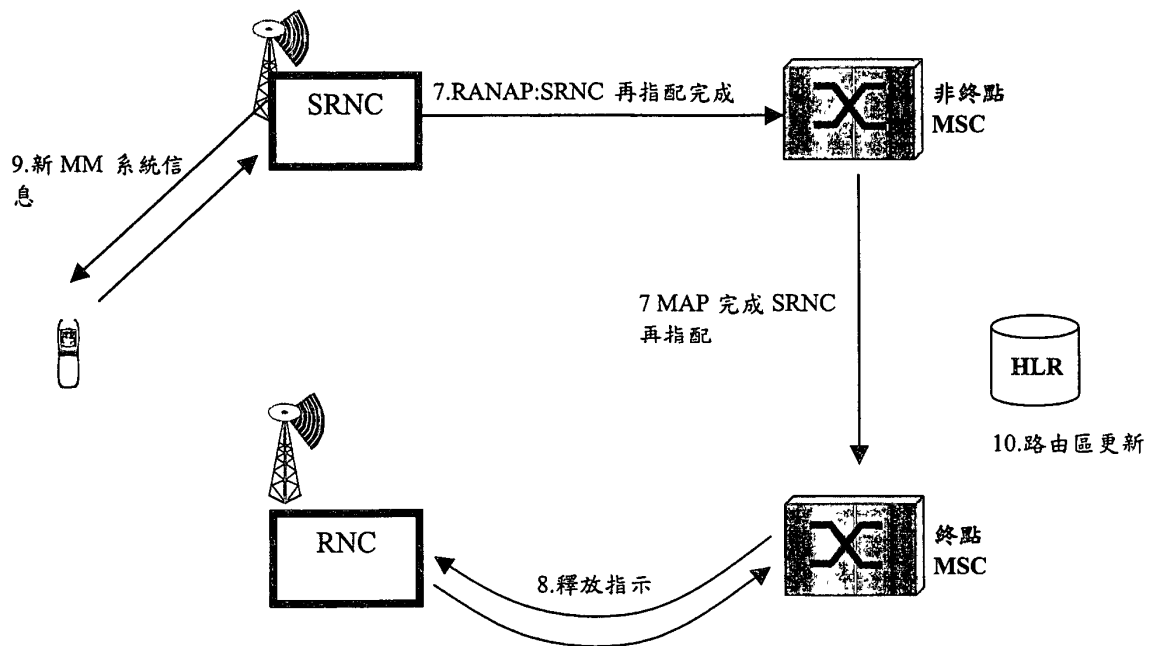 SRNC
7.RANAP:SRNC 再指配完成
非終點
MSC
9.新 MM 系統信
息
7 MAP 完成 SRNC
再指配
HLR
10.路由區更新
RNC
8.釋放指示
終點
MSC